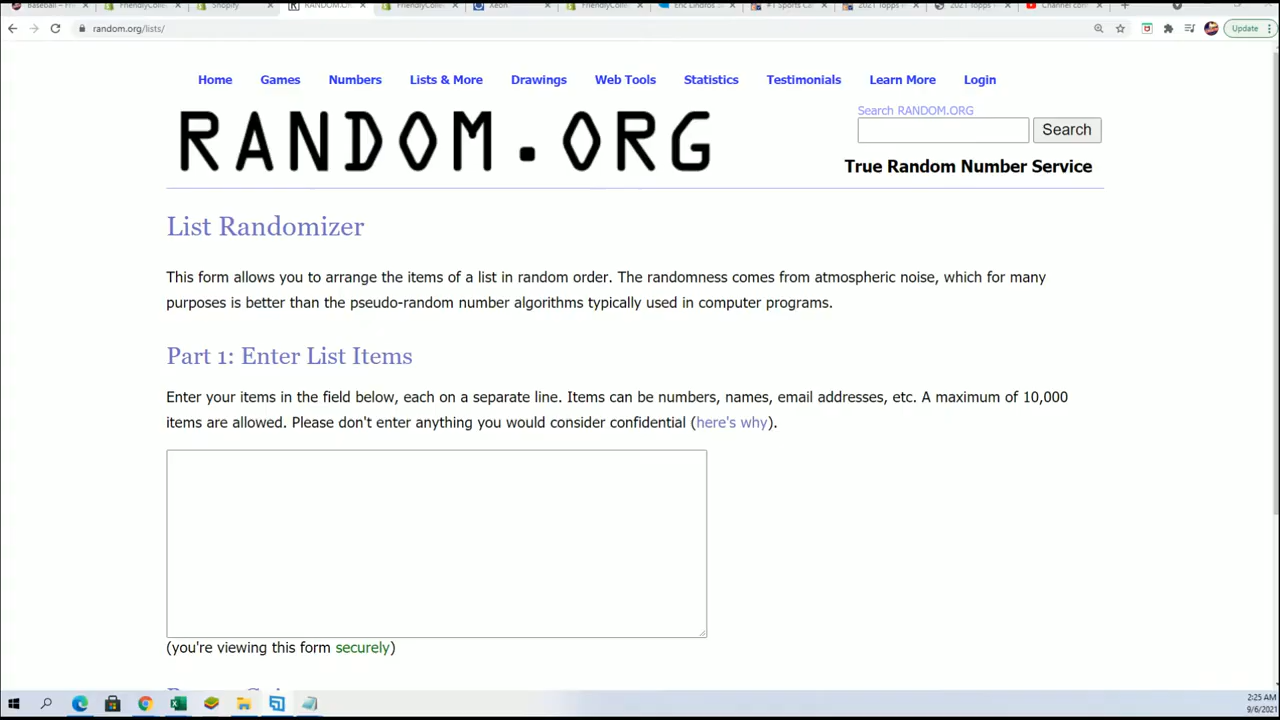 Shopify
RANDOM.O
Xeon
random.org/lists/
Update
Home Games Numbers Lists & More Drawings Web Tools Statistics Testimonials Learn More Login
RANDOM.ORG
Search RANDOM.ORG
Search
True Random Number Service
List Randomizer
This form allows you to arrange the items of a list in random order. The randomness comes from atmospheric noise, which for many
purposes is better than the pseudo-random number algorithms typically used in computer programs.
Part 1: Enter List Items
Enter your items in the field below, each on a separate line. Items can be numbers, names, email addresses, etc. A maximum of 10,000
items are allowed. Please don't enter anything you would consider confidential (here's why).
(you're viewing this form securely)
2:25 AM
9/6/2021